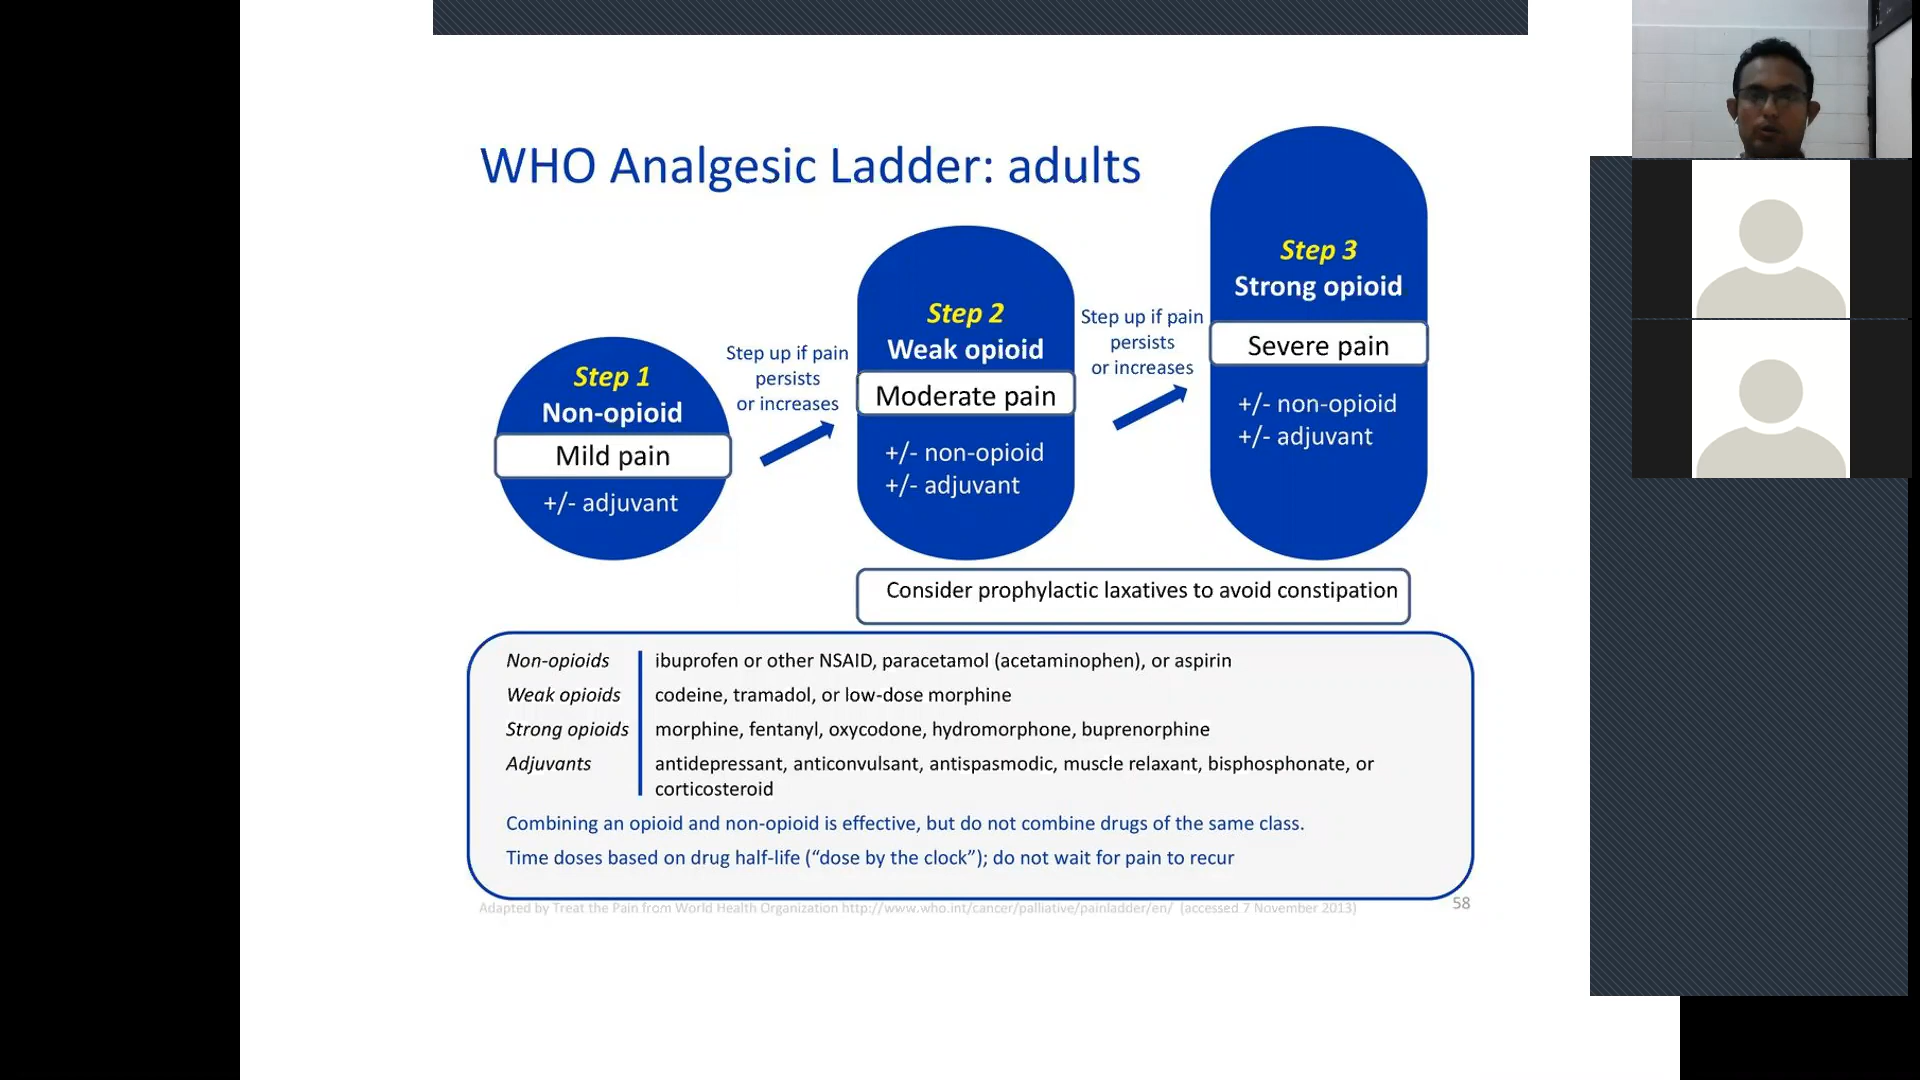 WHO Analgesic Ladder: adults
Step 1
Non-opioid
Mild pain
+/- adjuvant
Step up if pain
persists
or increases
Step 2
Weak opioid
Moderate pain
+/- non-opioid
+/- adjuvant
Step up if pain
persists
or increases
Step 3
Strong opioid
Severe pain
+/- non-opioid
+/- adjuvant
Consider prophylactic laxatives to avoid constipation
Non-opioids ibuprofen or other NSAID, paracetamol (acetaminophen), or aspirin
Weak opioids codeine, tramadol, or low-dose morphine
Strong opioids morphine, fentanyl, oxycodone, hydromorphone, buprenorphine
Adjuvants antidepressant, anticonvulsant, antispasmodic, muscle relaxant, bisphosphonate, or
corticosteroid
Combining an opioid and non-opioid is effective, but do not combine drugs of the same class.
Time doses based on drug half-life (“dose by the clock”); do not wait for pain to recur
Adapted by Treat the Pain from World Health Organization http://www.who.int/cancer/palliative/painladder/en/ (accessed 7 November 2013)
58